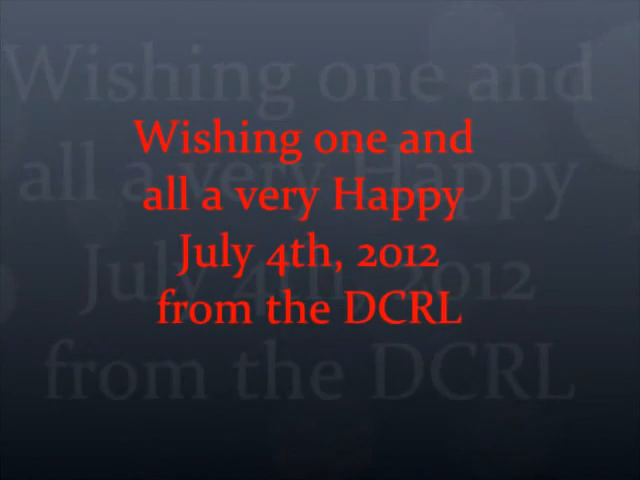 Wishing one and
all a very Happy
July 4th, 2012
from the DCRL